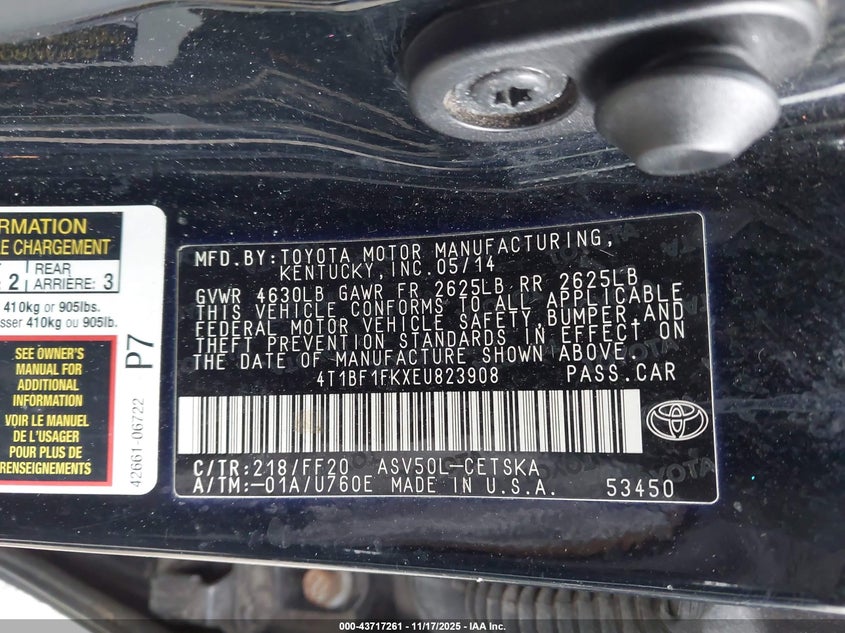 RMATION
LE CHARGEMENT
2
REAR
ARRIÈRE: 3
410kg or 905lbs.
sser 410kg ou 905lb.
SEE OWNER'S
MANUAL FOR
ADDITIONAL
INFORMATION
VOIR LE MANUEL
DE L'USAGER
POUR PLUS DE
RENSEIGNEMENTS
42661-06722 P7
MFD.BY:TOYOTA MOTOR MANUFACTURING,
KENTUCKY,INC.05/14
GVWR 4630LB GAWR FR 2625LB RR 2625LB
THIS VEHICLE CONFORMS TO ALL APPLICABLE
FEDERAL MOTOR VEHICLE SAFETY,BUMPER,AND
THEFT PREVENTION STANDARDS IN EFFECT ON
THE DATE OF MANUFACTURE SHOWN ABOVE.
4T1BF1FKXEU823908 PASS.CAR
C/TR:218/FF20 ASV50L-CETSKA
A/TM:-01A/U760E MADE IN U.S.A. 53450
000-43717261 - 11/17/2025 - IAA Inc.